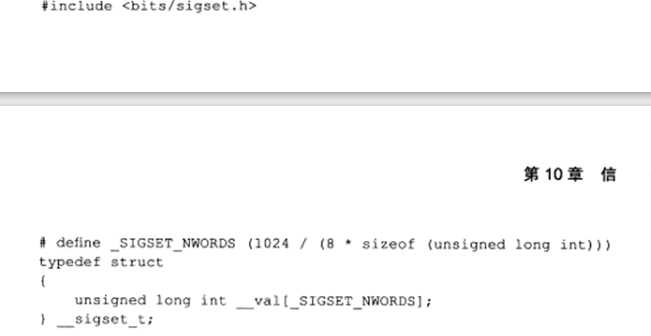 #include <bits/sigset.h>
第 10 章 信
# define _SIGSET_NWORDS (1024 / (8 * sizeof (unsigned long int)))
typedef struct
{
    unsigned long int __val[_SIGSET_NWORDS];
} __sigset_t;